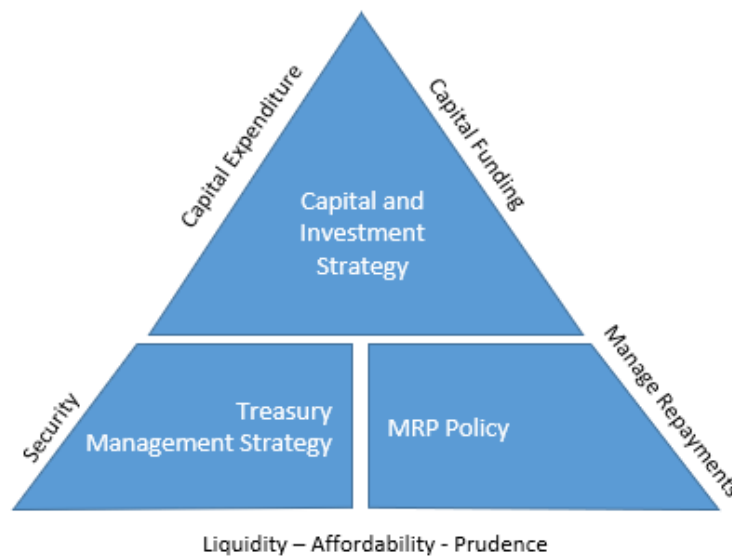 Capital Expenditure
Capital Funding
Capital and
Investment
Strategy
Security
Treasury
Management Strategy
MRP Policy
Manage Repayments
Liquidity – Affordability - Prudence